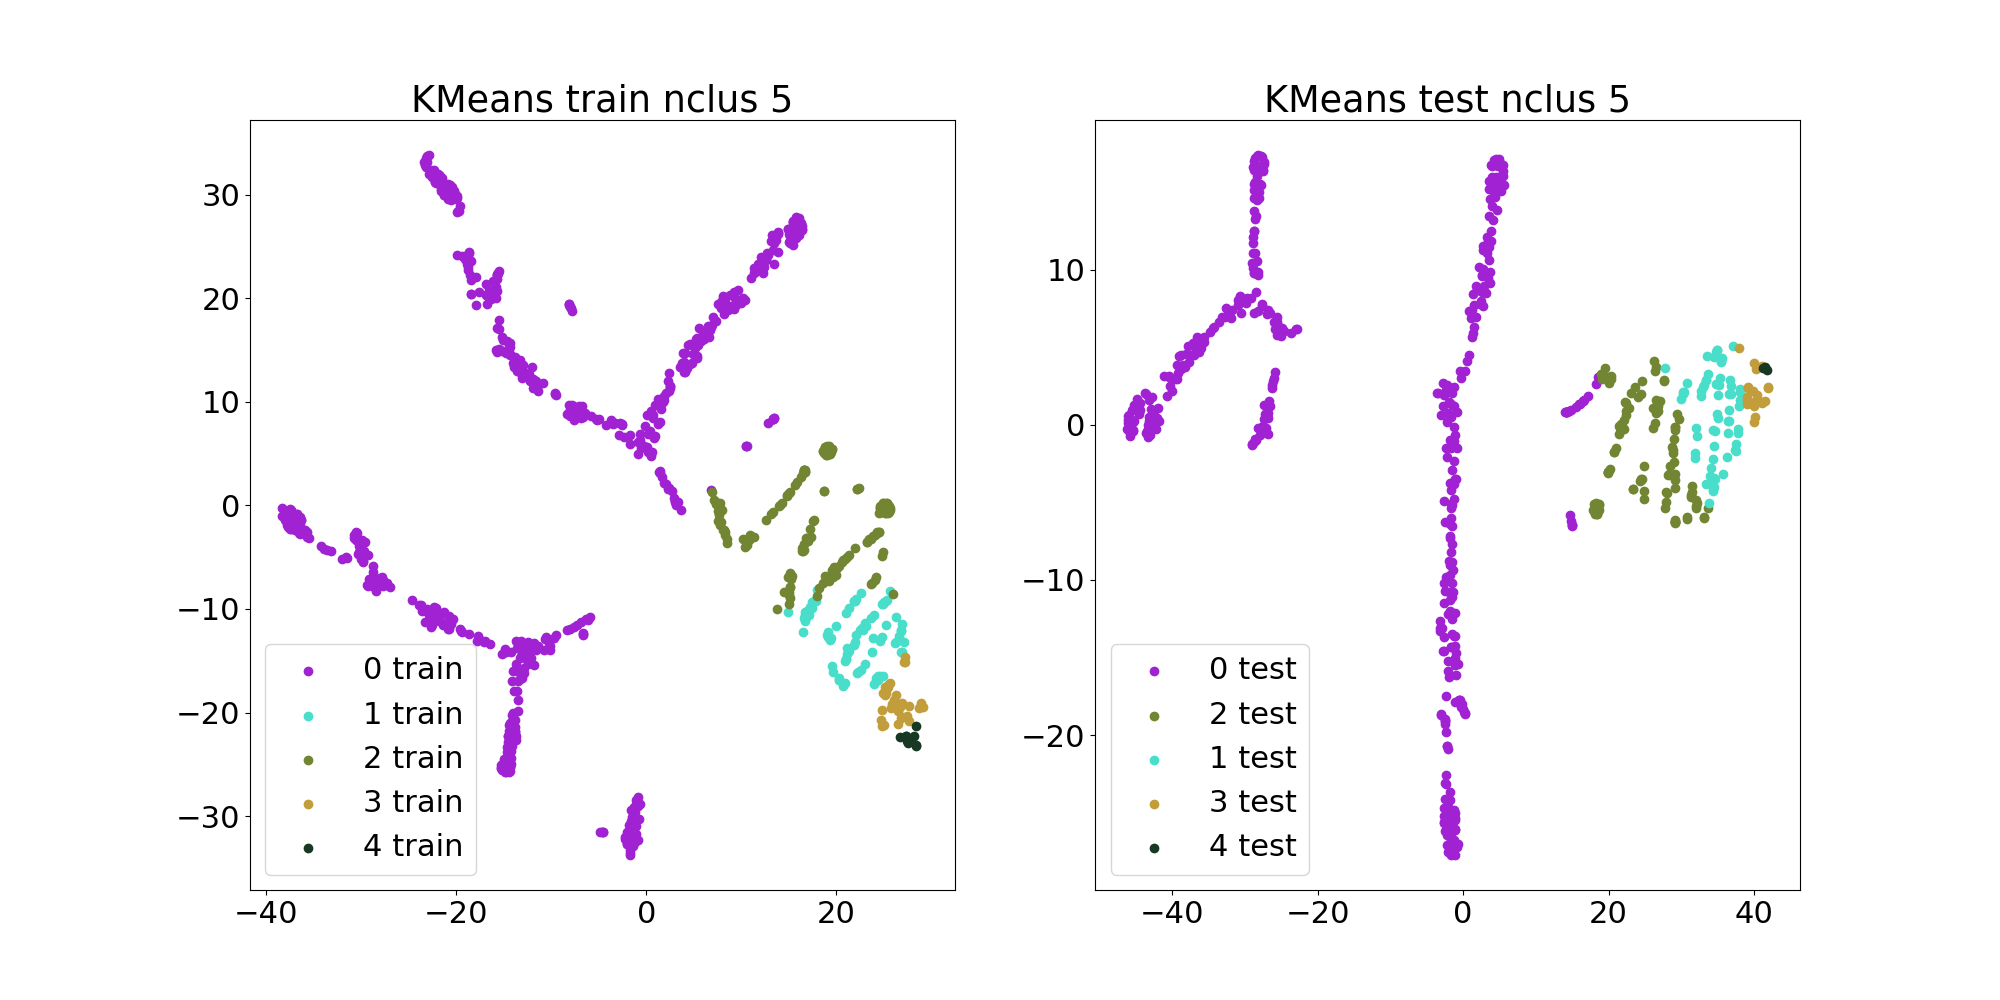 KMeans train nclus 5
30
20
10
0
−10
−20
−30
−40
−20
0
20
0 train
1 train
2 train
3 train
4 train
KMeans test nclus 5
10
0
−10
−20
−40
−20
0
20
40
0 test
2 test
1 test
3 test
4 test